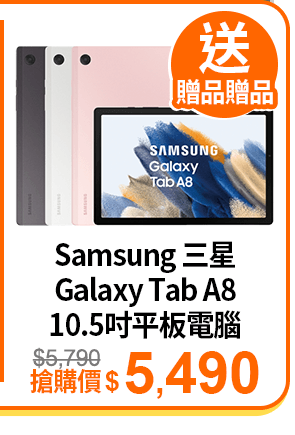 送
贈品贈品
SAMSUNG
Galaxy
Tab A8
Samsung 三星
Galaxy Tab A8
10.5吋平板電腦
$5,790
搶購價$5,490